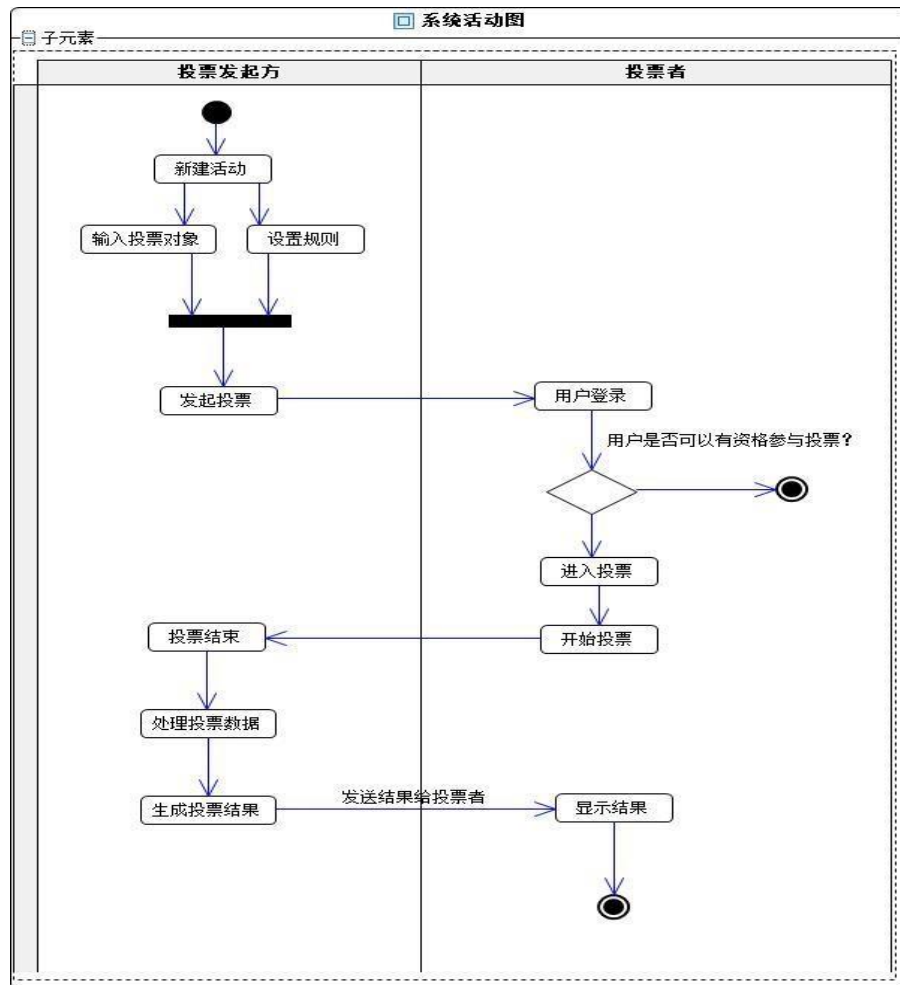 系统活动图
子元素
投票发起方
投票者
新建活动
输入投票对象
设置规则
发起投票
用户登录
用户是否可以有资格参与投票？
进入投票
投票结束
开始投票
处理投票数据
生成投票结果
发送结果给投票者
显示结果